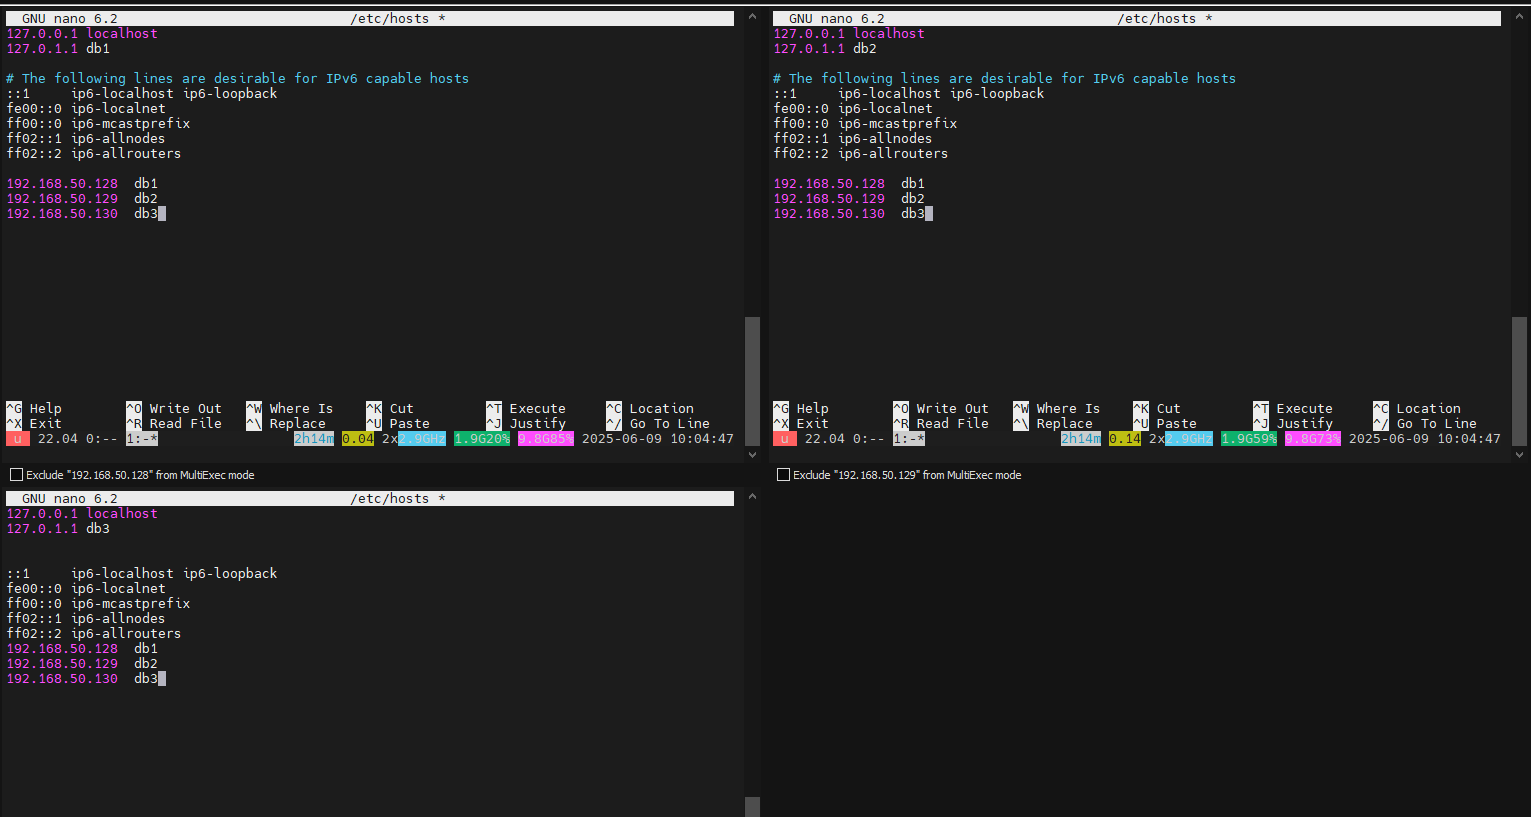 GNU nano 6.2 /etc/hosts *
127.0.0.1 localhost
127.0.1.1 db1
# The following lines are desirable for IPv6 capable hosts
::1     ip6-localhost ip6-loopback
fe00::0 ip6-localnet
ff00::0 ip6-mcastprefix
ff02::1 ip6-allnodes
ff02::2 ip6-allrouters
192.168.50.128  db1
192.168.50.129  db2
192.168.50.130  db3
^G Help ^O Write Out ^W Where Is ^K Cut ^T Execute ^C Location
^X Exit ^R Read File ^\ Replace ^U Paste ^J Justify ^/ Go To Line
u 22.04 0:-- 1:-* 2h14m 0.04 2x2.9GHz 1.9G20% 9.8G85% 2025-06-09 10:04:47
Exclude "192.168.50.128" from MultiExec mode
GNU nano 6.2 /etc/hosts *
127.0.0.1 localhost
127.0.1.1 db2
# The following lines are desirable for IPv6 capable hosts
::1     ip6-localhost ip6-loopback
fe00::0 ip6-localnet
ff00::0 ip6-mcastprefix
ff02::1 ip6-allnodes
ff02::2 ip6-allrouters
192.168.50.128  db1
192.168.50.129  db2
192.168.50.130  db3
^G Help ^O Write Out ^W Where Is ^K Cut ^T Execute ^C Location
^X Exit ^R Read File ^\ Replace ^U Paste ^J Justify ^/ Go To Line
u 22.04 0:-- 1:-* 2h14m 0.14 2x2.9GHz 1.9G59% 9.8G73% 2025-06-09 10:04:47
Exclude "192.168.50.129" from MultiExec mode
GNU nano 6.2 /etc/hosts *
127.0.0.1 localhost
127.0.1.1 db3
::1     ip6-localhost ip6-loopback
fe00::0 ip6-localnet
ff00::0 ip6-mcastprefix
ff02::1 ip6-allnodes
ff02::2 ip6-allrouters
192.168.50.128  db1
192.168.50.129  db2
192.168.50.130  db3